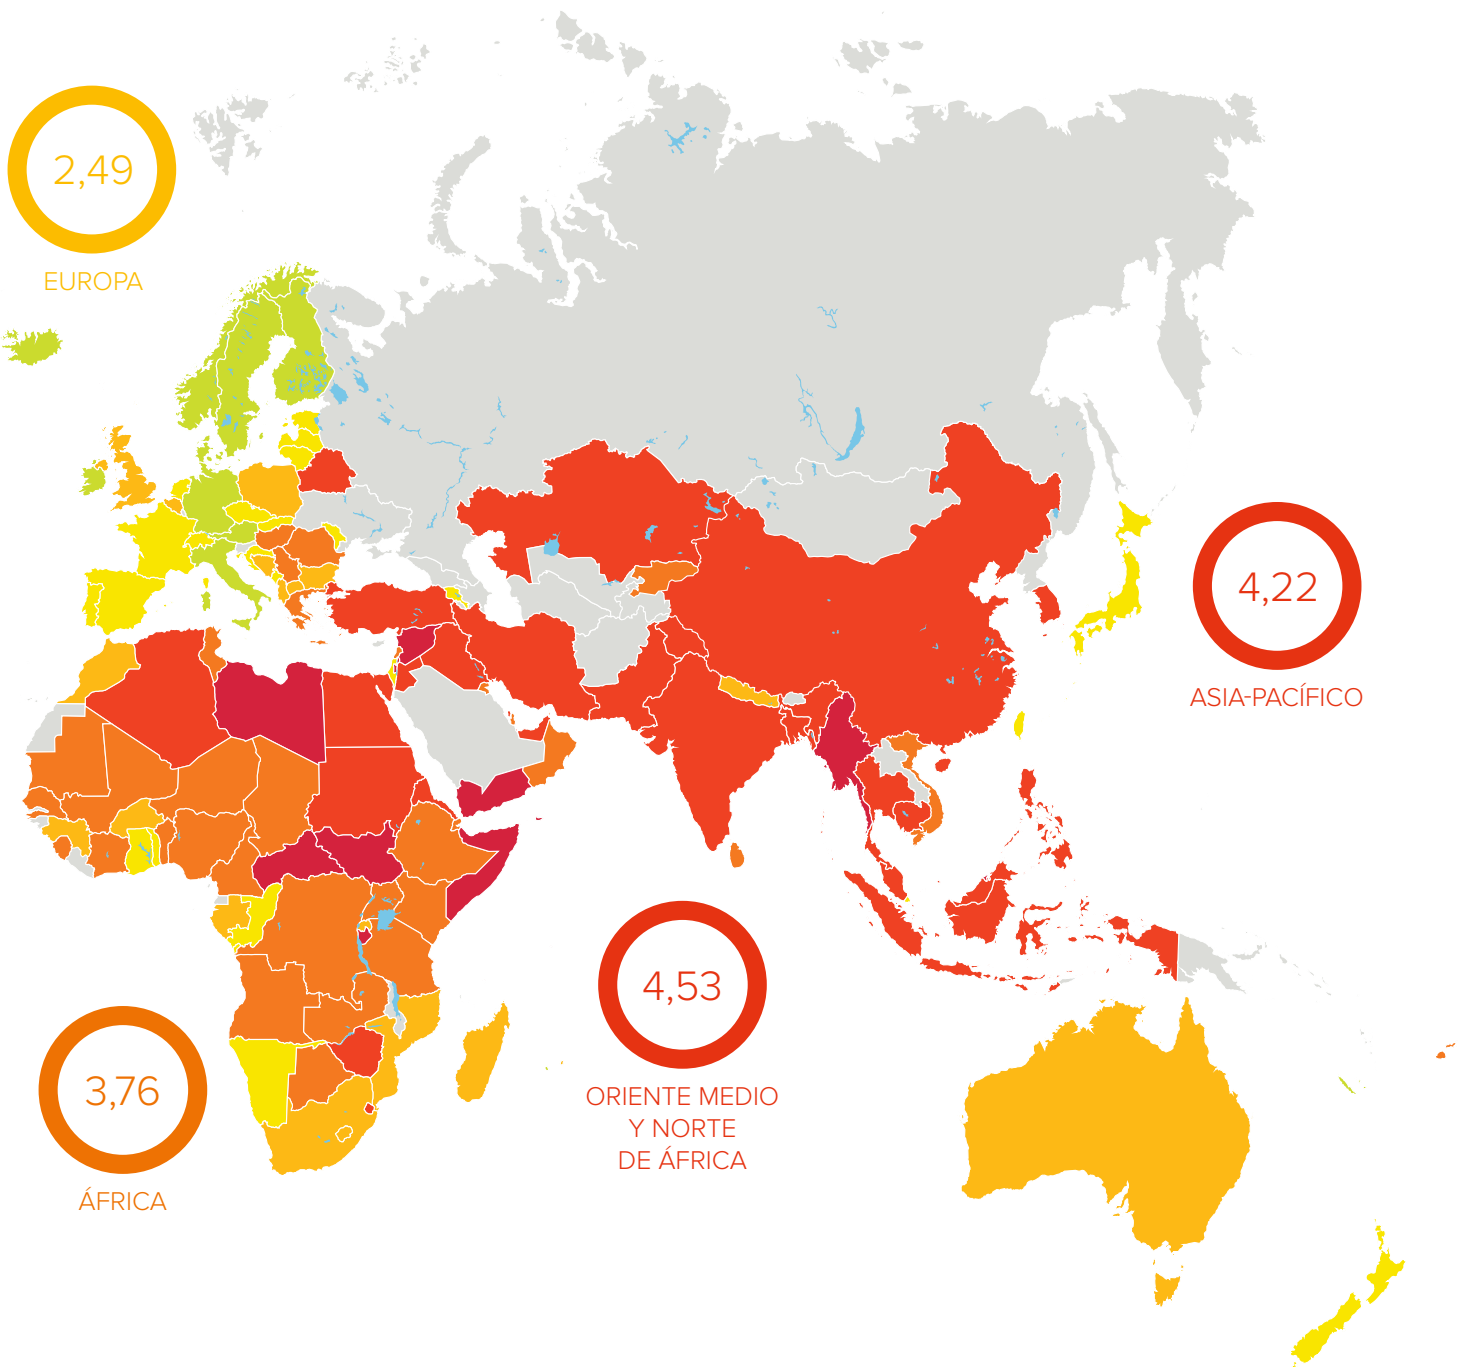 2,49
EUROPA
4,22
ASIA-PACÍFICO
4,53
ORIENTE MEDIO
Y NORTE
DE ÁFRICA
3,76
ÁFRICA